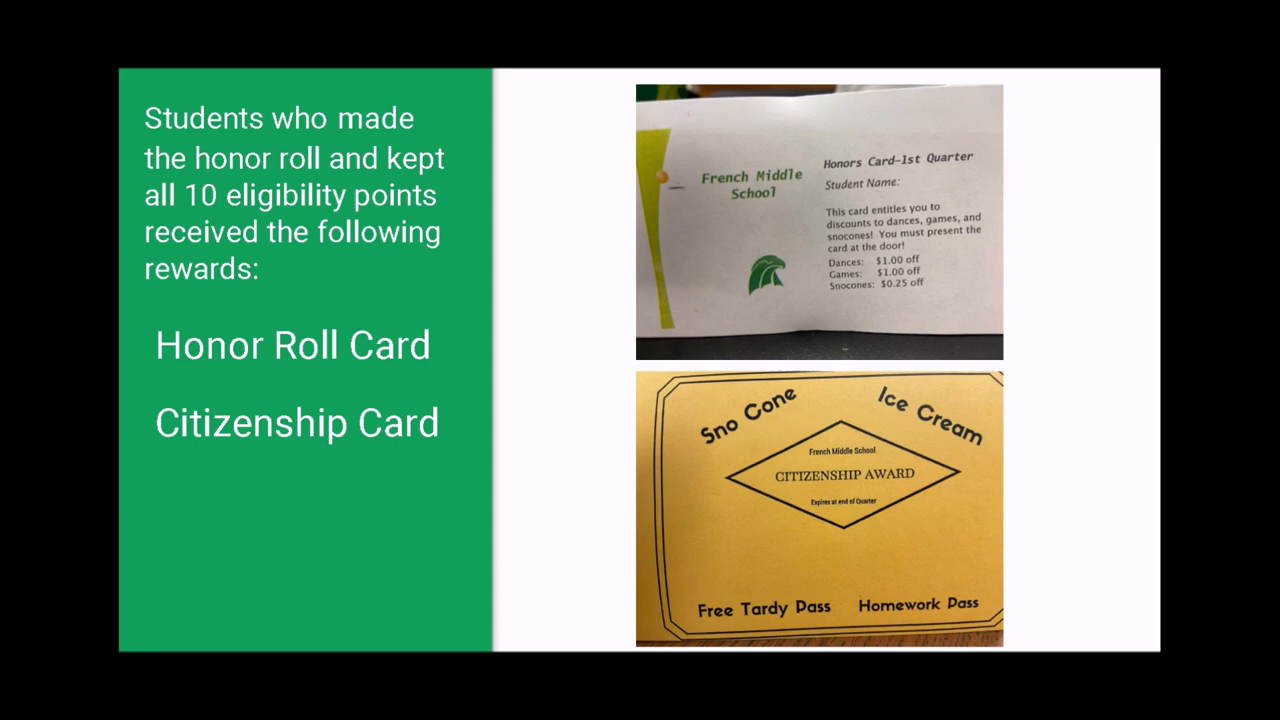 Students who made
the honor roll and kept
all 10 eligibility points
received the following
rewards:
Honor Roll Card
Citizenship Card
French Middle
School
Honors Card–1st Quarter
Student Name:
This card entitles you to
discounts to dances, games, and
snocones! You must present the
card at the door!
Dances: $1.00 off
Games: $1.00 off
Snocones: $0.25 off
Sno Cone
Ice Cream
French Middle School
CITIZENSHIP AWARD
Expires at end of Quarter
Free Tardy Pass
Homework Pass